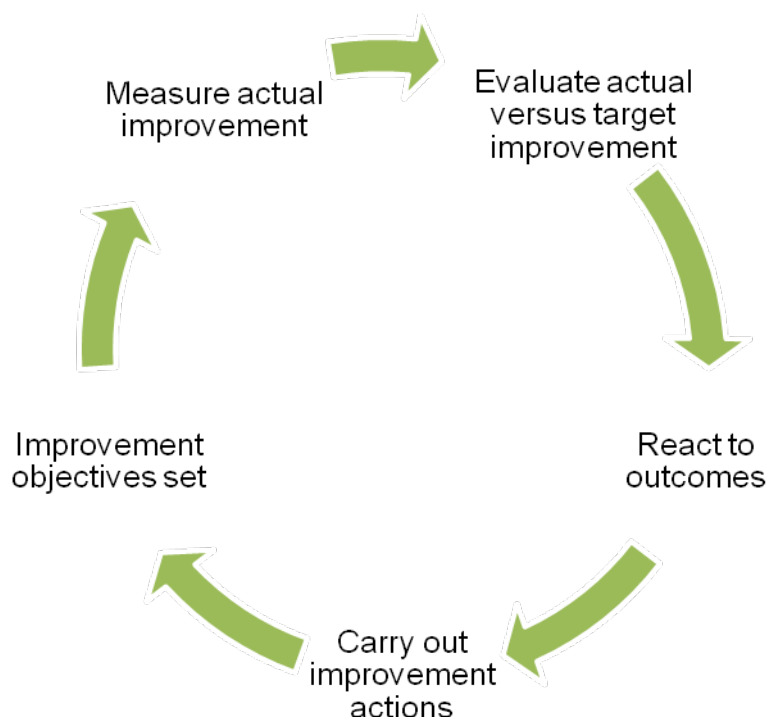 Measure actual
improvement
Evaluate actual
versus target
improvement
React to
outcomes
Carry out
improvement
actions
Improvement
objectives set